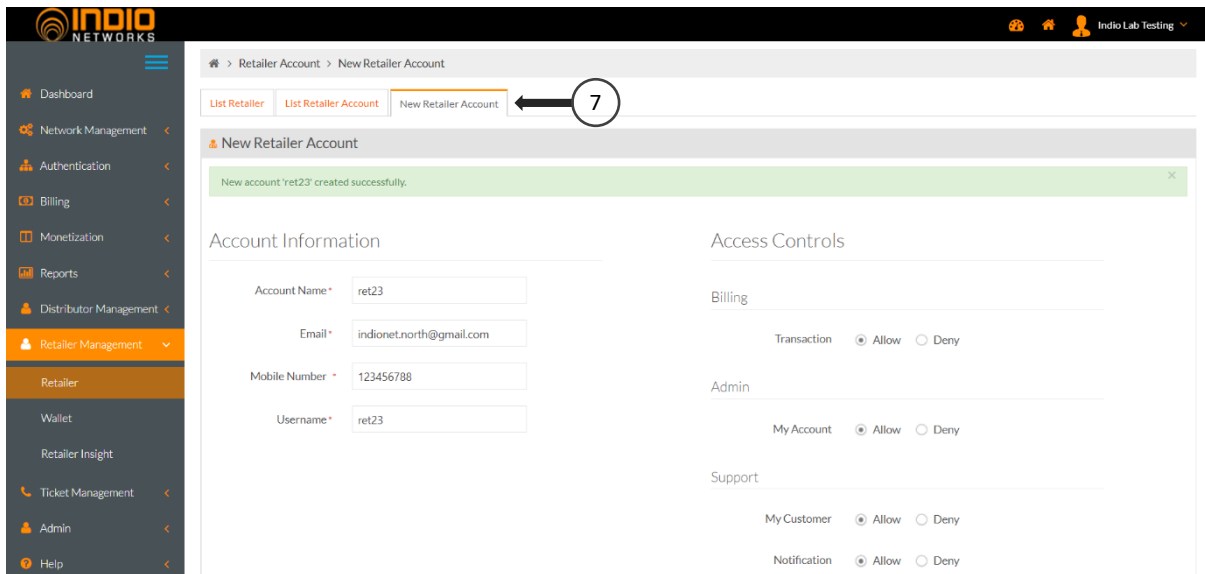 INDIO
NETWORKS
Indio Lab Testing
> Retailer Account > New Retailer Account
Dashboard
Network Management
Authentication
Billing
Monetization
Reports
Distributor Management
Retailer Management
Retailer
Wallet
Retailer Insight
Ticket Management
Admin
Help
List Retailer List Retailer Account New Retailer Account 7
New Retailer Account
New account 'ret23' created successfully. ×
Account Information
Account Name* ret23
Email* indionet.north@gmail.com
Mobile Number * 123456788
Username* ret23
Access Controls
Billing
Transaction Allow Deny
Admin
My Account Allow Deny
Support
My Customer Allow Deny
Notification Allow Deny